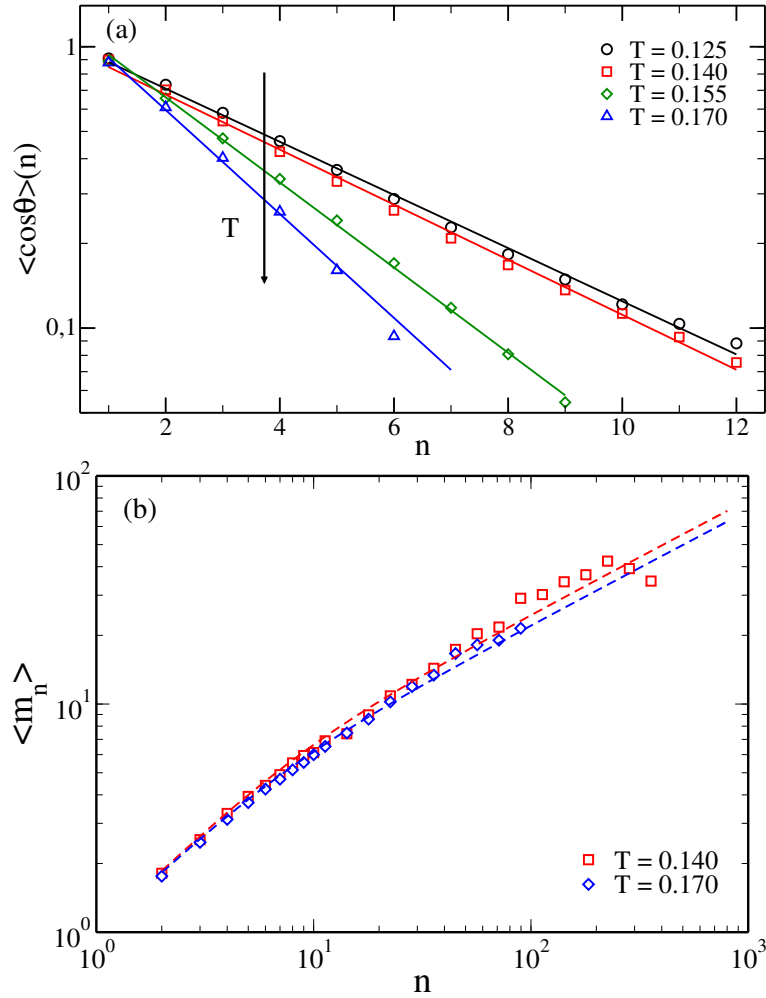 (a)
1
0,1
<cosθ>(n)
T = 0.125
T = 0.140
T = 0.155
T = 0.170
T
2 4 6 8 10 12
n
(b)
10^2
10^1
10^0
<m_n>
T = 0.140
T = 0.170
10^0 10^1 10^2 10^3
n